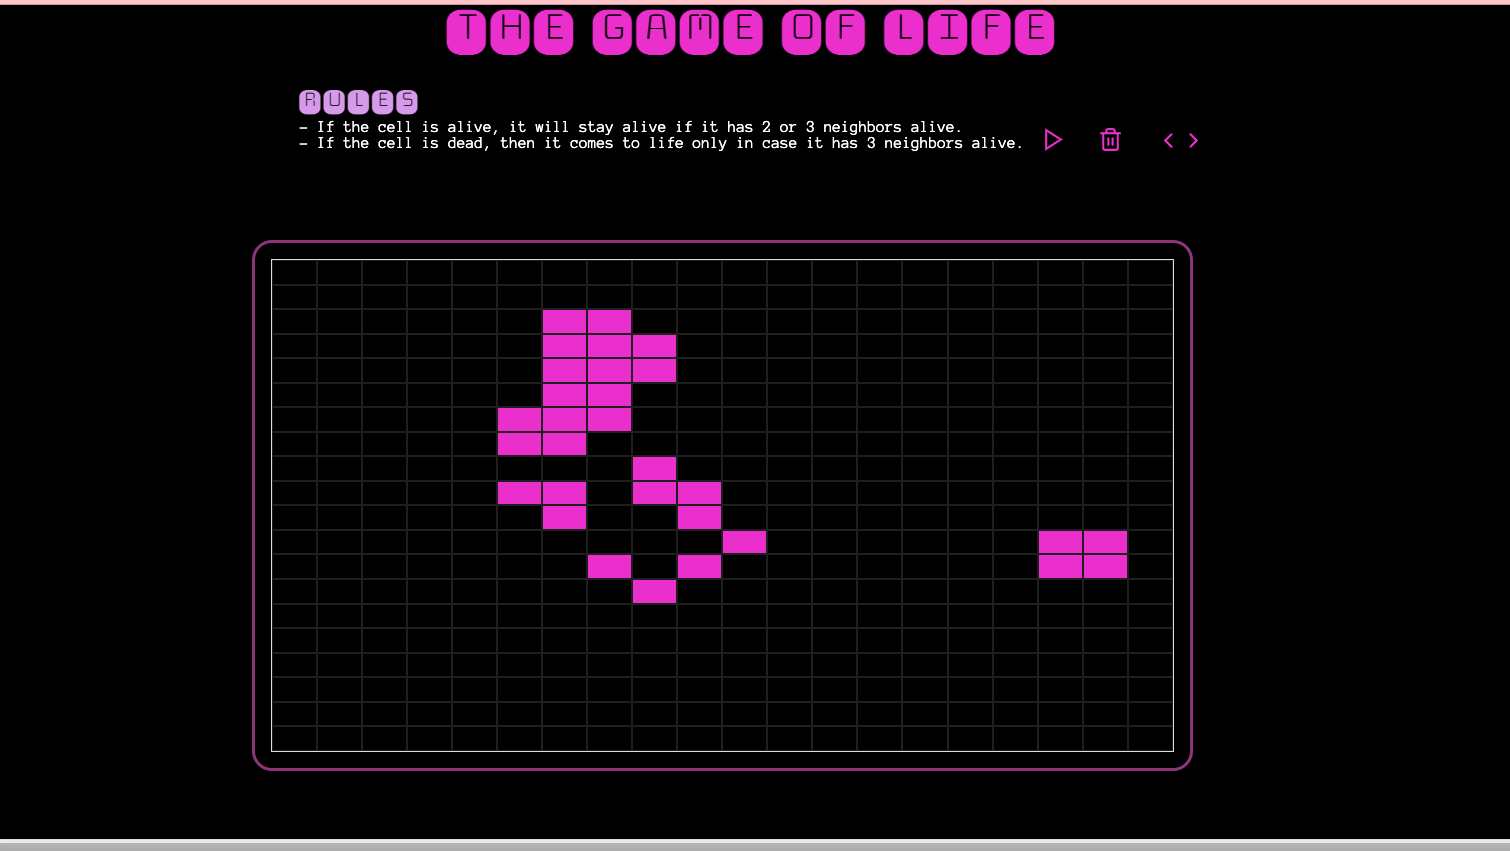 THE GAME OF LIFE
RULES
- If the cell is alive, it will stay alive if it has 2 or 3 neighbors alive.
- If the cell is dead, then it comes to life only in case it has 3 neighbors alive.